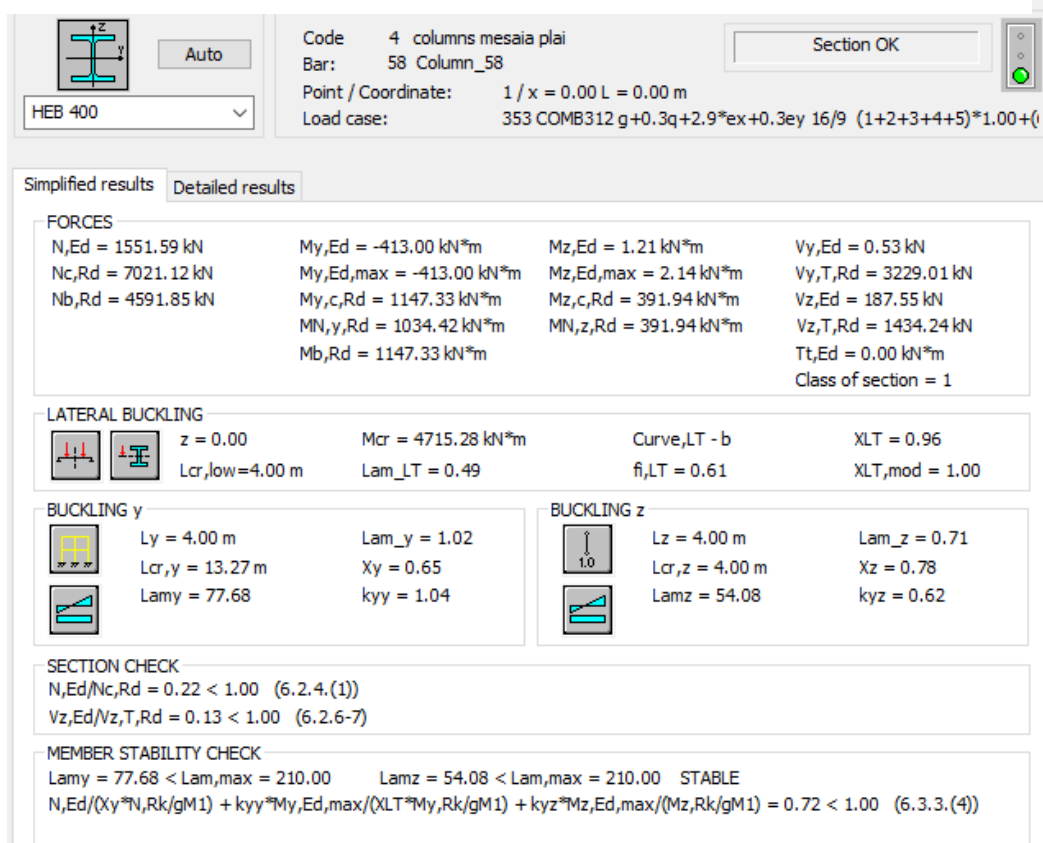 z
y
Auto
HEB 400
Code 4 columns mesaia plai
Bar: 58 Column_58
Point / Coordinate: 1 / x = 0.00 L = 0.00 m
Load case: 353 COMB312 g+0.3q+2.9*ex+0.3ey 16/9 (1+2+3+4+5)*1.00+(
Section OK
Simplified results Detailed results
FORCES
N,Ed = 1551.59 kN My,Ed = -413.00 kN*m Mz,Ed = 1.21 kN*m Vy,Ed = 0.53 kN
Nc,Rd = 7021.12 kN My,Ed,max = -413.00 kN*m Mz,Ed,max = 2.14 kN*m Vy,T,Rd = 3229.01 kN
Nb,Rd = 4591.85 kN My,c,Rd = 1147.33 kN*m Mz,c,Rd = 391.94 kN*m Vz,Ed = 187.55 kN
MN,y,Rd = 1034.42 kN*m MN,z,Rd = 391.94 kN*m Vz,T,Rd = 1434.24 kN
Mb,Rd = 1147.33 kN*m Tt,Ed = 0.00 kN*m
Class of section = 1
LATERAL BUCKLING
z = 0.00 Mcr = 4715.28 kN*m Curve,LT - b XLT = 0.96
Lcr,low=4.00 m Lam_LT = 0.49 fi,LT = 0.61 XLT,mod = 1.00
BUCKLING y
Ly = 4.00 m Lam_y = 1.02
Lcr,y = 13.27 m Xy = 0.65
Lamy = 77.68 kyy = 1.04
BUCKLING z
1.0
Lz = 4.00 m Lam_z = 0.71
Lcr,z = 4.00 m Xz = 0.78
Lamz = 54.08 kyz = 0.62
SECTION CHECK
N,Ed/Nc,Rd = 0.22 < 1.00 (6.2.4.(1))
Vz,Ed/Vz,T,Rd = 0.13 < 1.00 (6.2.6-7)
MEMBER STABILITY CHECK
Lamy = 77.68 < Lam,max = 210.00 Lamz = 54.08 < Lam,max = 210.00 STABLE
N,Ed/(Xy*N,Rk/gM1) + kyy*My,Ed,max/(XLT*My,Rk/gM1) + kyz*Mz,Ed,max/(Mz,Rk/gM1) = 0.72 < 1.00 (6.3.3.(4))